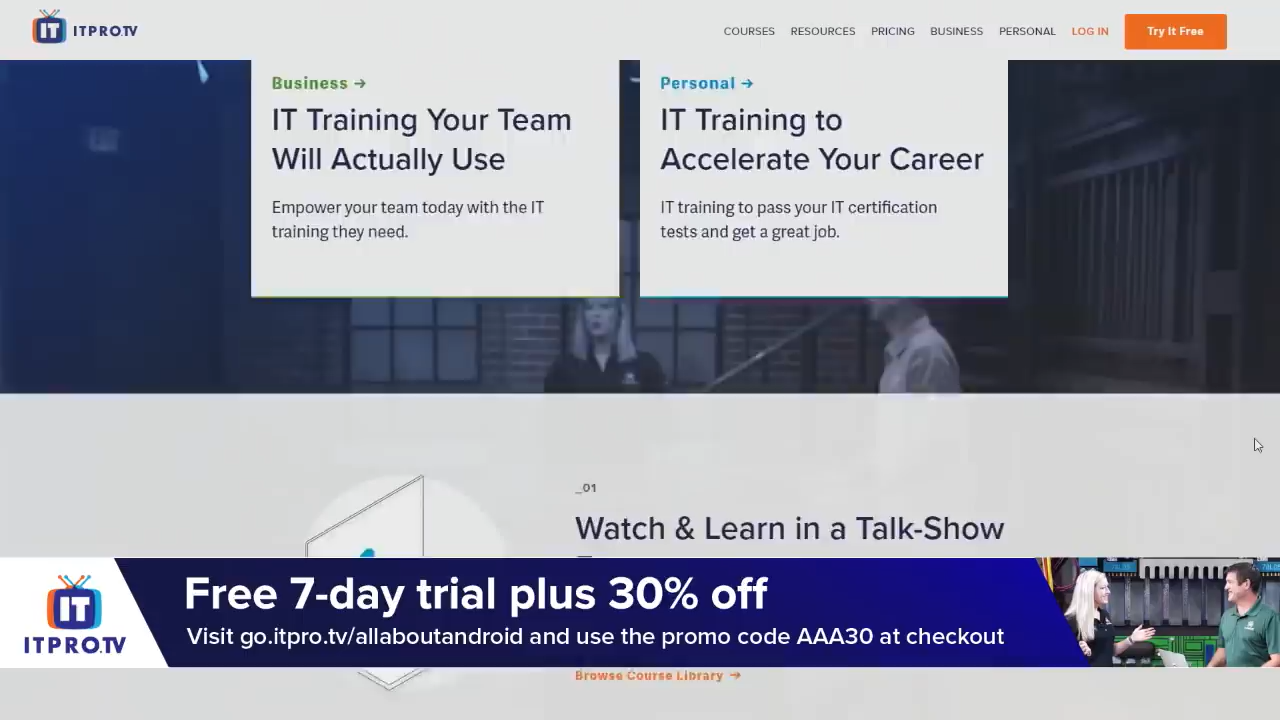 IT
ITPRO.TV
COURSES RESOURCES PRICING BUSINESS PERSONAL LOG IN Try It Free
Business →
IT Training Your Team
Will Actually Use
Empower your team today with the IT
training they need.
Personal →
IT Training to
Accelerate Your Career
IT training to pass your IT certification
tests and get a great job.
_01
Watch & Learn in a Talk-Show
IT
ITPRO.TV
Free 7-day trial plus 30% off
Visit go.itpro.tv/allaboutandroid and use the promo code AAA30 at checkout
Browse Course Library →